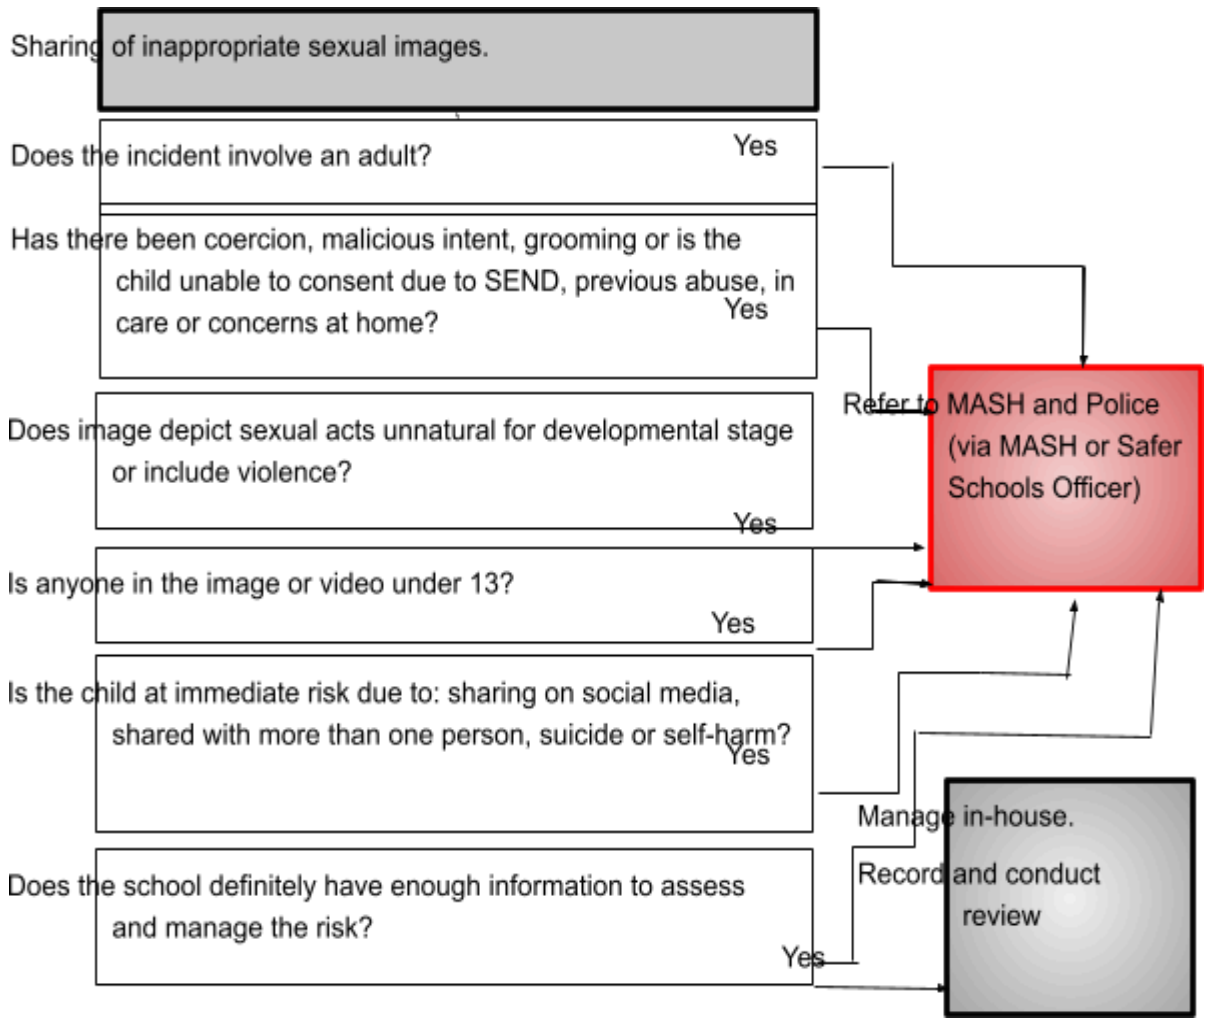 Sharing of inappropriate sexual images.
Does the incident involve an adult?
Yes
Has there been coercion, malicious intent, grooming or is the
child unable to consent due to SEND, previous abuse, in
care or concerns at home?
Yes
Refer to MASH and Police
(via MASH or Safer
Schools Officer)
Does image depict sexual acts unnatural for developmental stage
or include violence?
Yes
Is anyone in the image or video under 13?
Yes
Is the child at immediate risk due to: sharing on social media,
shared with more than one person, suicide or self-harm?
Yes
Manage in-house.
Record and conduct
review
Does the school definitely have enough information to assess
and manage the risk?
Yes